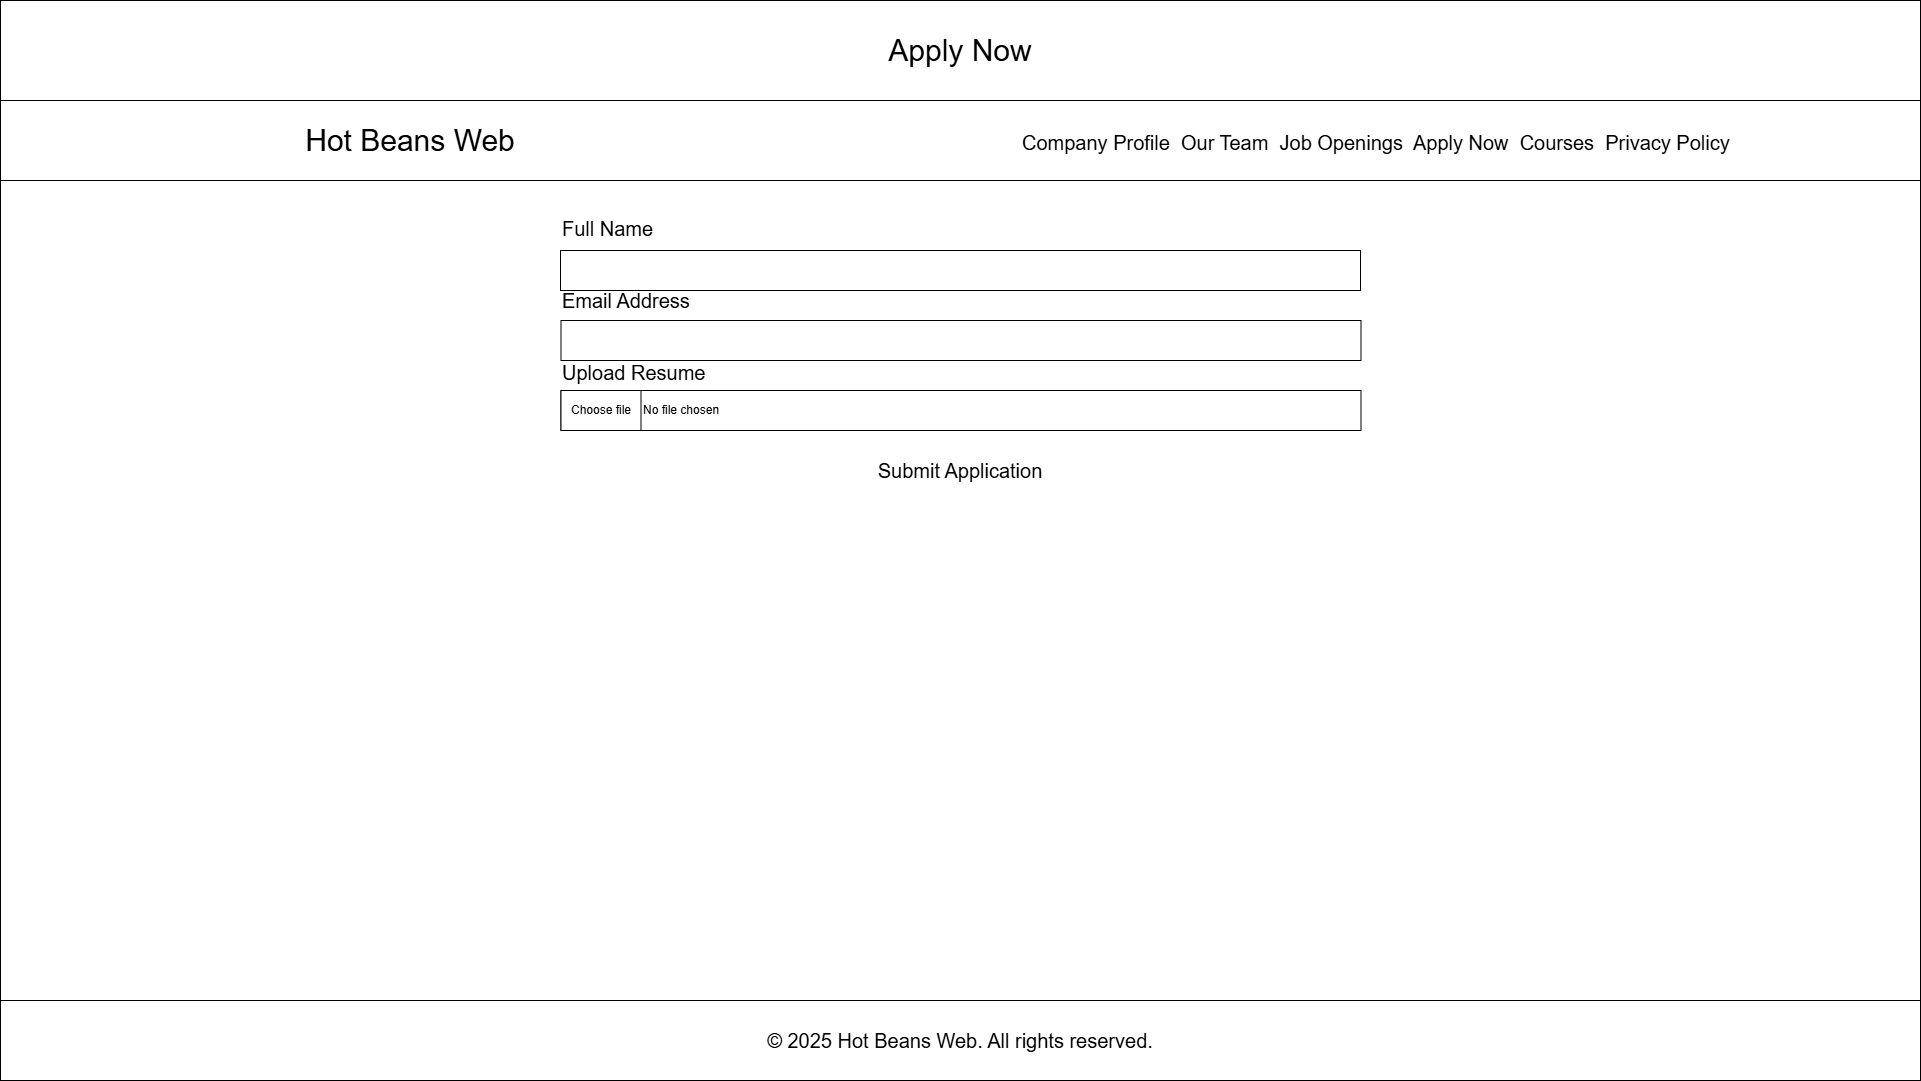 Apply Now
Hot Beans Web
Company Profile Our Team Job Openings Apply Now Courses Privacy Policy
Full Name
Email Address
Upload Resume
Choose file No file chosen
Submit Application
© 2025 Hot Beans Web. All rights reserved.